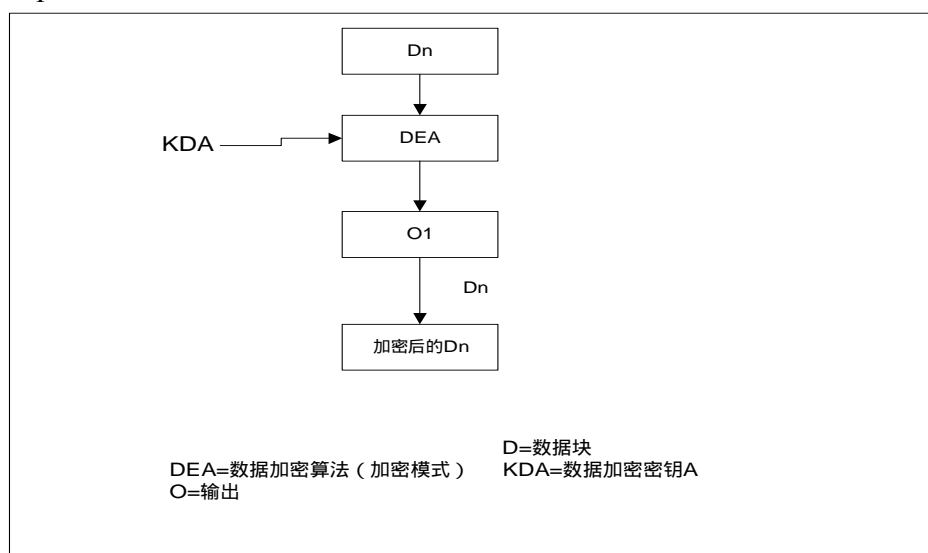 Dn
KDA
DEA
O1
Dn
加密后的Dn
D=数据块
DEA=数据加密算法（加密模式）
KDA=数据加密密钥A
O=输出